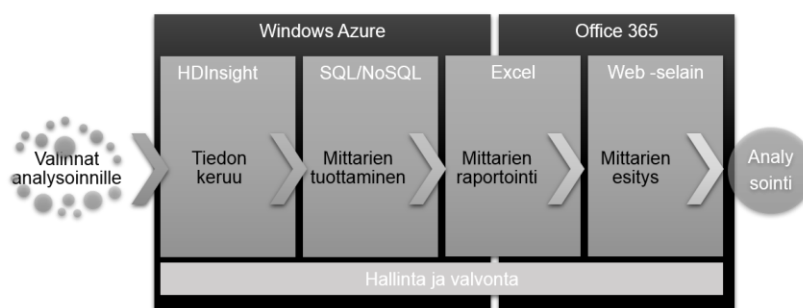 Windows Azure
Office 365
HDInsight
SQL/NoSQL
Excel
Web -selain
Valinnat
analysoinnille
Tiedon
keruu
Mittarien
tuottaminen
Mittarien
raportointi
Mittarien
esitys
Analy
sointi
Hallinta ja valvonta